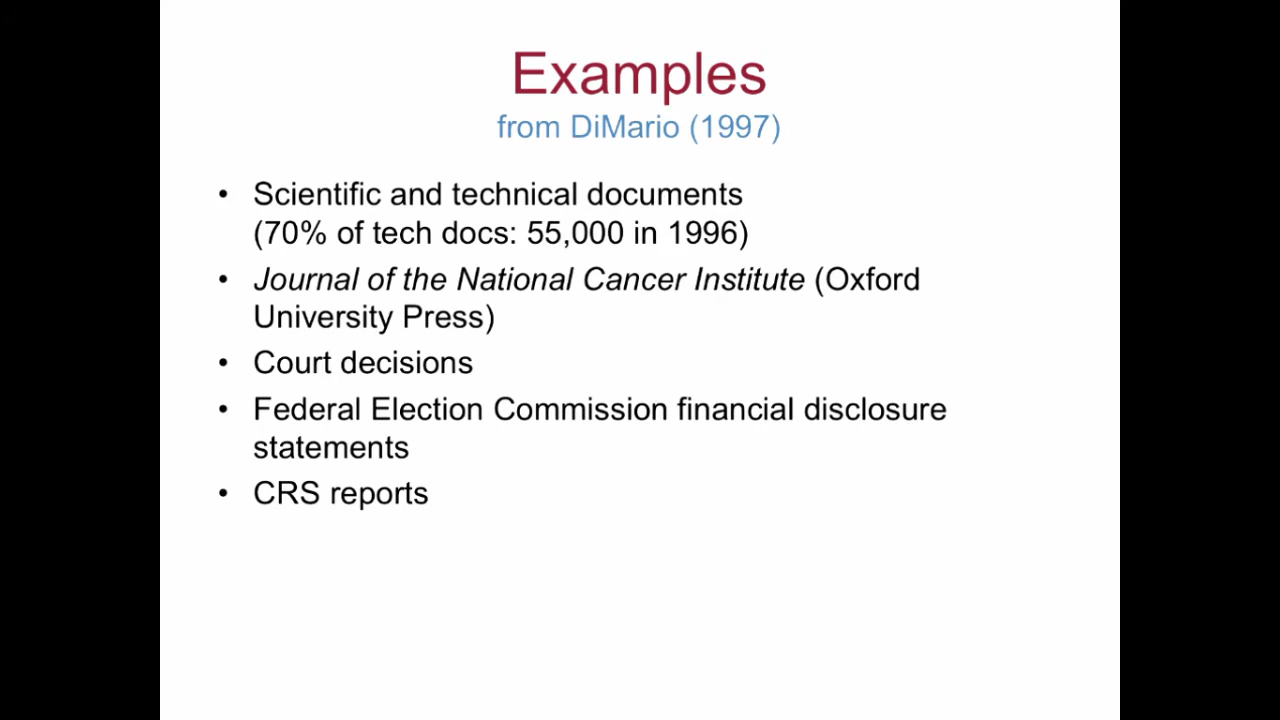 Examples
from DiMario (1997)
• Scientific and technical documents
(70% of tech docs: 55,000 in 1996)
• Journal of the National Cancer Institute (Oxford
University Press)
• Court decisions
• Federal Election Commission financial disclosure
statements
• CRS reports